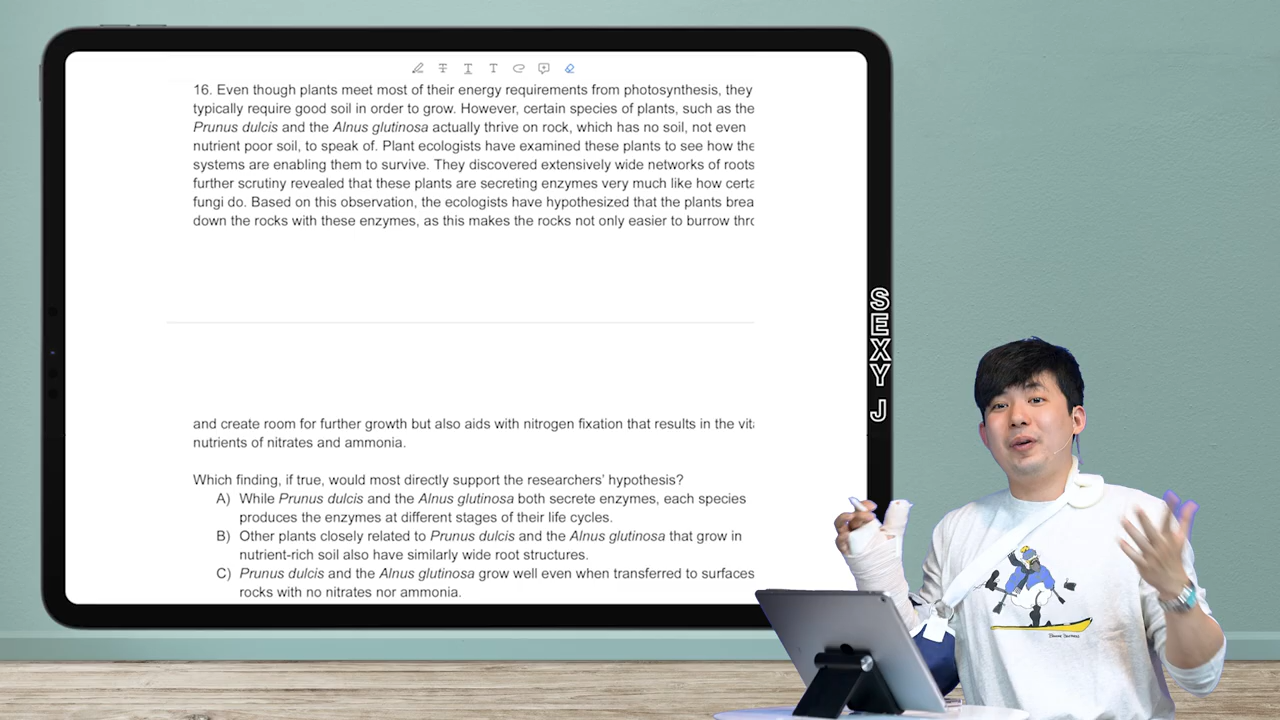 16. Even though plants meet most of their energy requirements from photosynthesis, they
typically require good soil in order to grow. However, certain species of plants, such as the
Prunus dulcis and the Alnus glutinosa actually thrive on rock, which has no soil, not even
nutrient poor soil, to speak of. Plant ecologists have examined these plants to see how the
systems are enabling them to survive. They discovered extensively wide networks of roots
further scrutiny revealed that these plants are secreting enzymes very much like how certa
fungi do. Based on this observation, the ecologists have hypothesized that the plants brea
down the rocks with these enzymes, as this makes the rocks not only easier to burrow thro
and create room for further growth but also aids with nitrogen fixation that results in the vita
nutrients of nitrates and ammonia.
Which finding, if true, would most directly support the researchers' hypothesis?
A) While Prunus dulcis and the Alnus glutinosa both secrete enzymes, each species
produces the enzymes at different stages of their life cycles.
B) Other plants closely related to Prunus dulcis and the Alnus glutinosa that grow in
nutrient-rich soil also have similarly wide root structures.
C) Prunus dulcis and the Alnus glutinosa grow well even when transferred to surfaces
rocks with no nitrates nor ammonia.
SEXY J